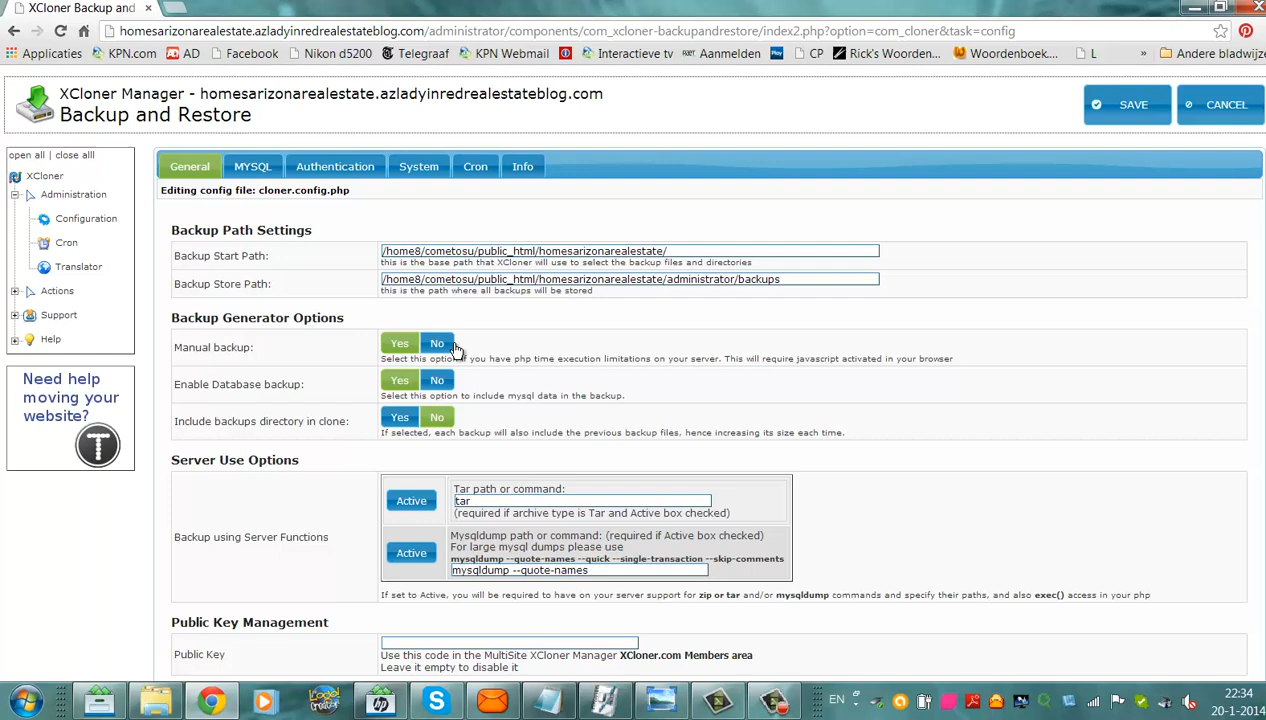 XCloner Backup and
homesarizonarealestate.azladyinredrealestateblog.com/administrator/components/com_xcloner-backupandrestore/index2.php?option=com_cloner&task=config
Applicaties KPN.com AD Facebook Nikon d5200 Telegraaf KPN Webmail Interactieve tv Aanmelden Play CP Rick's Woorden... Woordenboek.com L » Andere bladwijz
XCloner Manager - homesarizonarealestate.azladyinredrealestateblog.com
Backup and Restore
SAVE CANCEL
open all | close alll
XCloner
Administration
Configuration
Cron
Translator
Actions
Support
Help
Need help
moving your
website?
T
General MYSQL Authentication System Cron Info
Editing config file: cloner.config.php
Backup Path Settings
Backup Start Path: /home8/cometosu/public_html/homesarizonarealestate/
this is the base path that XCloner will use to select the backup files and directories
Backup Store Path: /home8/cometosu/public_html/homesarizonarealestate/administrator/backups
this is the path where all backups will be stored
Backup Generator Options
Manual backup: Yes No
Select this option if you have php time execution limitations on your server. This will require javascript activated in your browser
Enable Database backup: Yes No
Select this option to include mysql data in the backup.
Include backups directory in clone: Yes No
If selected, each backup will also include the previous backup files, hence increasing its size each time.
Server Use Options
Backup using Server Functions
Active
Tar path or command:
tar
(required if archive type is Tar and Active box checked)
Active
Mysqldump path or command: (required if Active box checked)
For large mysql dumps please use
mysqldump --quote-names --quick --single-transaction --skip-comments
mysqldump --quote-names
If set to Active, you will be required to have on your server support for zip or tar and/or mysqldump commands and specify their paths, and also exec() access in your php
Public Key Management
Public Key
Use this code in the MultiSite XCloner Manager XCloner.com Members area
Leave it empty to disable it
EN
22:34
20-1-2014